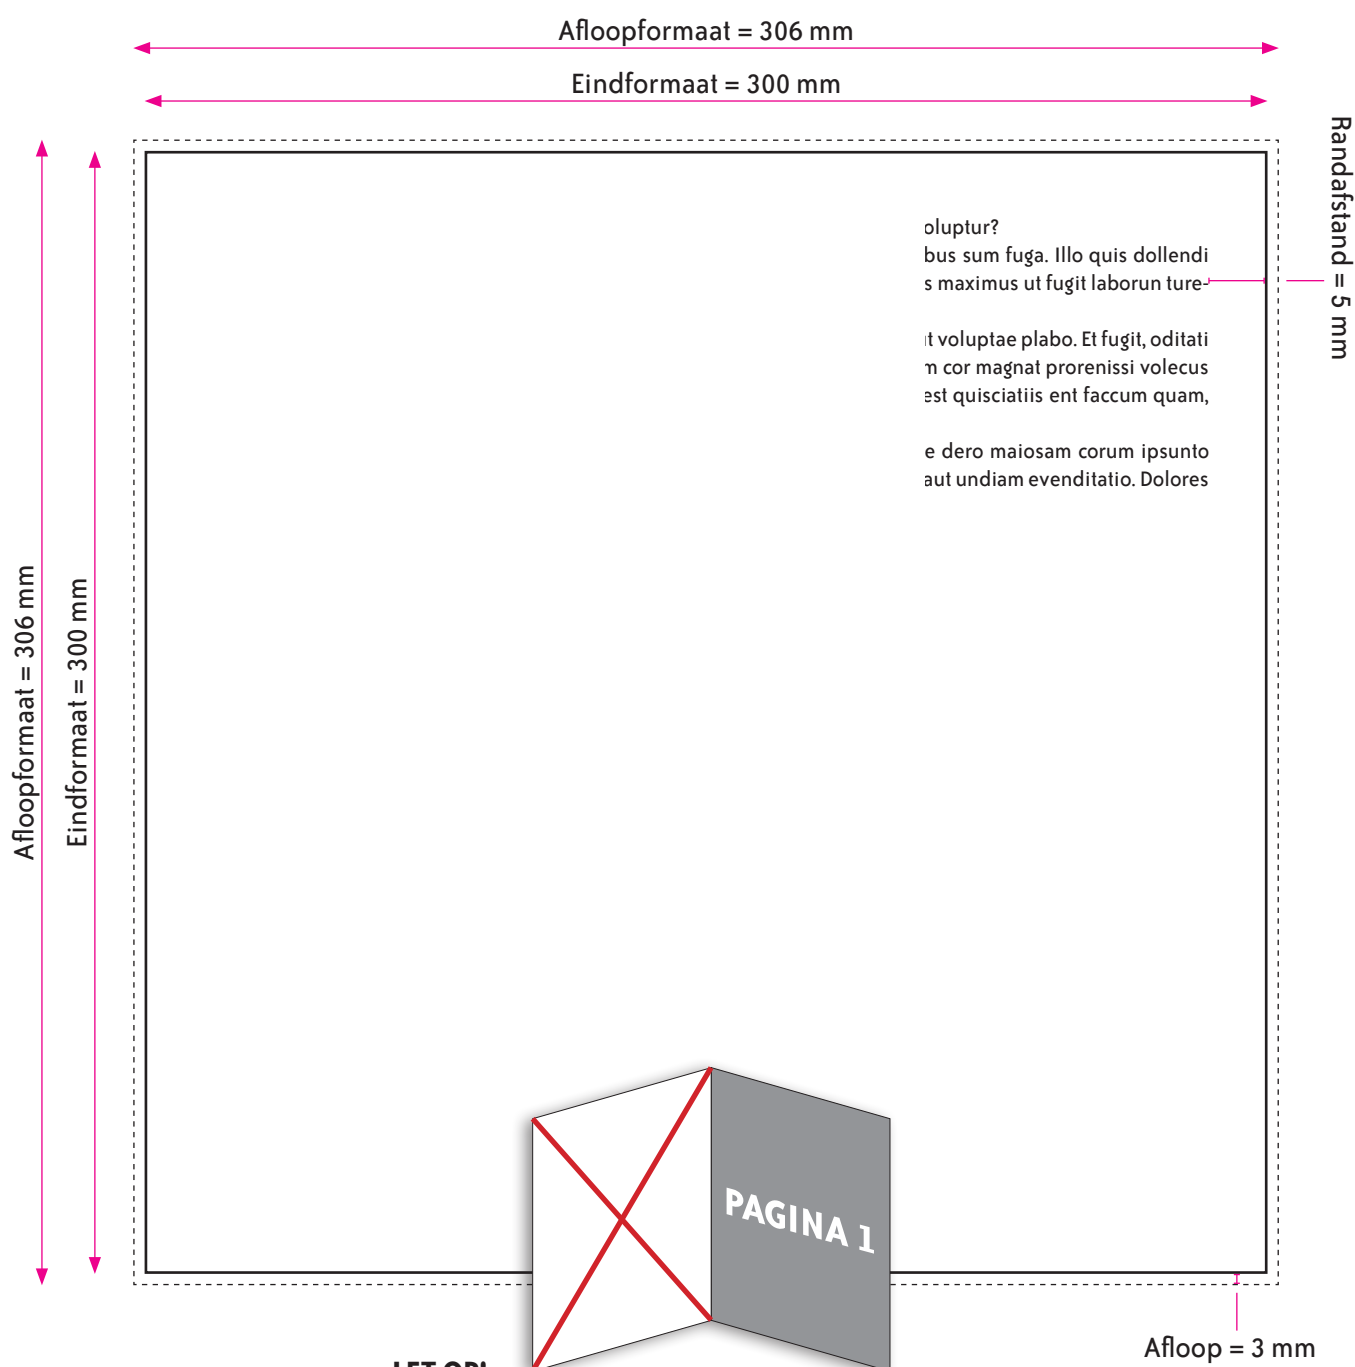 Afloopformaat = 306 mm
Eindformaat = 300 mm
Randafstand = 5 mm
oluptur?
bus sum fuga. Illo quis dollendi
s maximus ut fugit laborun ture-
t voluptae plabo. Et fugit, oditati
m cor magnat prorenissi volecus
est quisciatiis ent faccum quam,
e dero maiosam corum ipsunto
aut undiam evenditatio. Dolores
Afloopformaat = 306 mm
Eindformaat = 300 mm
PAGINA 1
Afloop = 3 mm
LET OP!